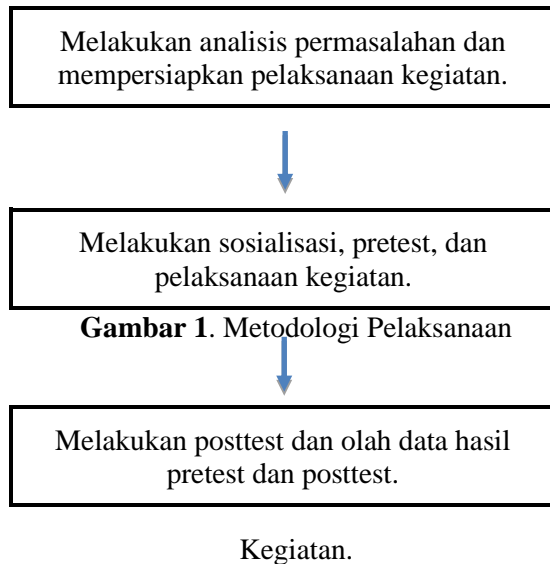 Melakukan analisis permasalahan dan
mempersiapkan pelaksanaan kegiatan.
Melakukan sosialisasi, pretest, dan
pelaksanaan kegiatan.
Gambar 1. Metodologi Pelaksanaan
Melakukan posttest dan olah data hasil
pretest dan posttest.
Kegiatan.